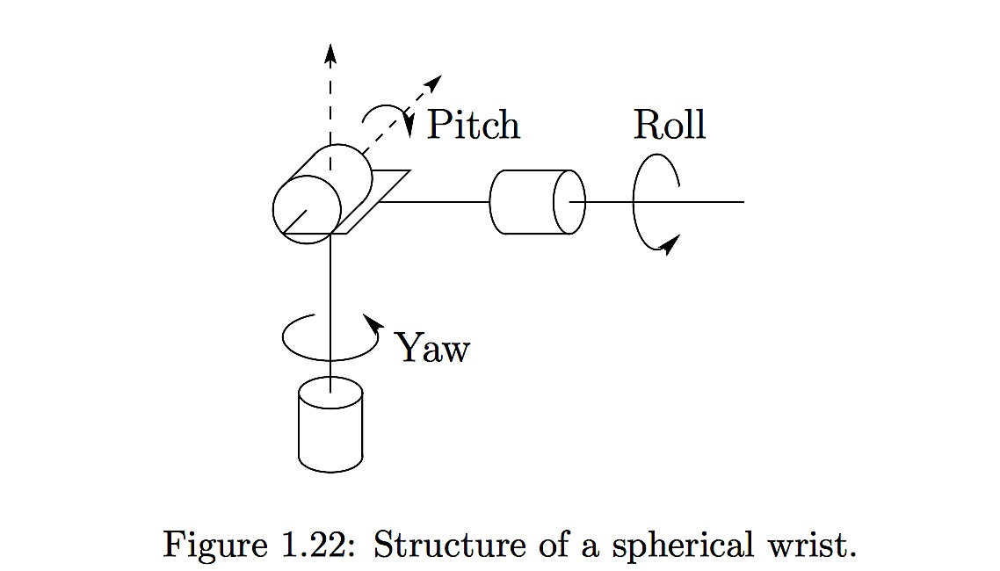 Pitch
Roll
Yaw
Figure 1.22: Structure of a spherical wrist.